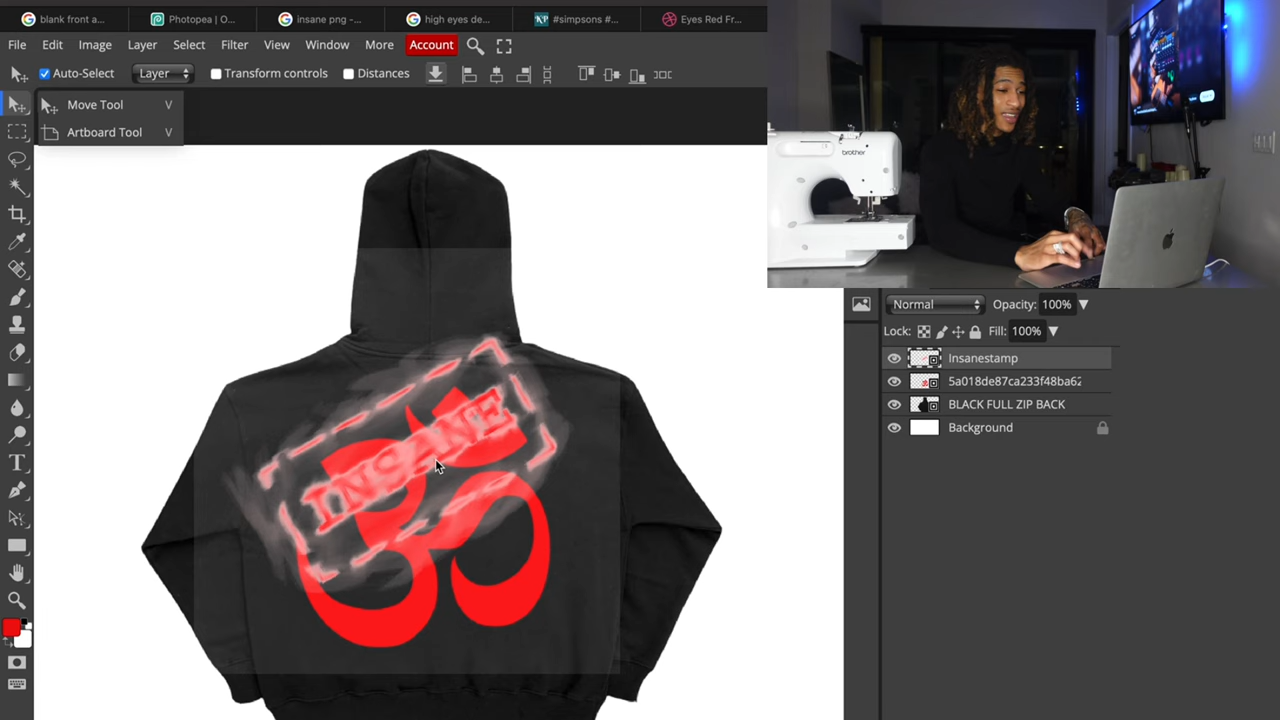 blank front a...
Photopea | O...
insane png -...
high eyes de...
KP #simpsons #...
Eyes Red Fr...
File Edit Image Layer Select Filter View Window More Account
Auto-Select Layer Transform controls Distances
Move Tool V
Artboard Tool V
brother
Normal Opacity: 100%
Lock: Fill: 100%
Insanestamp
5a018de87ca233f48ba62
BLACK FULL ZIP BACK
Background
INSANE
ॐ